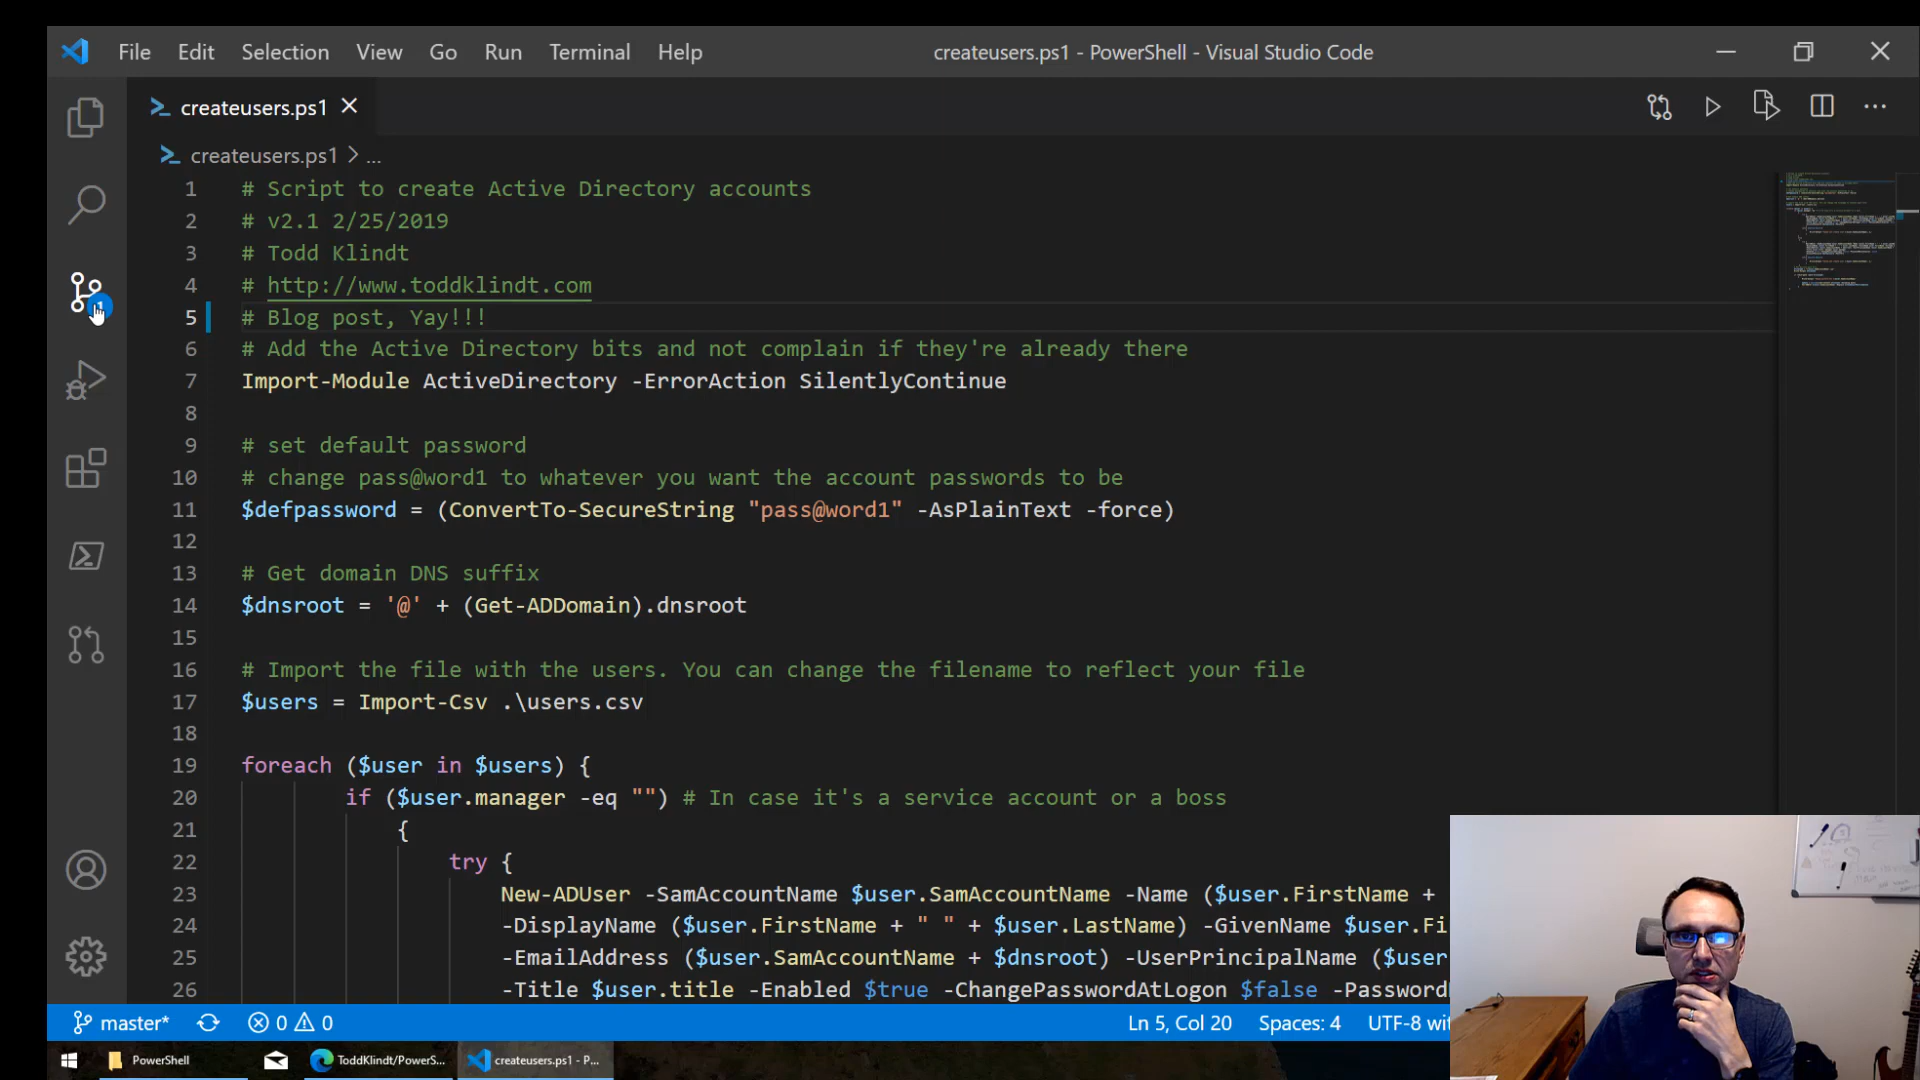 File Edit Selection View Go Run Terminal Help
createusers.ps1 - PowerShell - Visual Studio Code
createusers.ps1
createusers.ps1 > ...
1 # Script to create Active Directory accounts
2 # v2.1 2/25/2019
3 # Todd Klindt
4 # http://www.toddklindt.com
5 # Blog post, Yay!!!
6 # Add the Active Directory bits and not complain if they're already there
7 Import-Module ActiveDirectory -ErrorAction SilentlyContinue
8
9 # set default password
10 # change pass@word1 to whatever you want the account passwords to be
11 $defpassword = (ConvertTo-SecureString "pass@word1" -AsPlainText -force)
12
13 # Get domain DNS suffix
14 $dnsroot = '@' + (Get-ADDomain).dnsroot
15
16 # Import the file with the users. You can change the filename to reflect your file
17 $users = Import-Csv .\users.csv
18
19 foreach ($user in $users) {
20 if ($user.manager -eq "") # In case it's a service account or a boss
21 {
22 try {
23 New-ADUser -SamAccountName $user.SamAccountName -Name ($user.FirstName +
24 -DisplayName ($user.FirstName + " " + $user.LastName) -GivenName $user.Fi
25 -EmailAddress ($user.SamAccountName + $dnsroot) -UserPrincipalName ($user
26 -Title $user.title -Enabled $true -ChangePasswordAtLogon $false -Password
master* 0 0 Ln 5, Col 20 Spaces: 4 UTF-8 wit
PowerShell ToddKlindt/PowerS... createusers.ps1 - P...